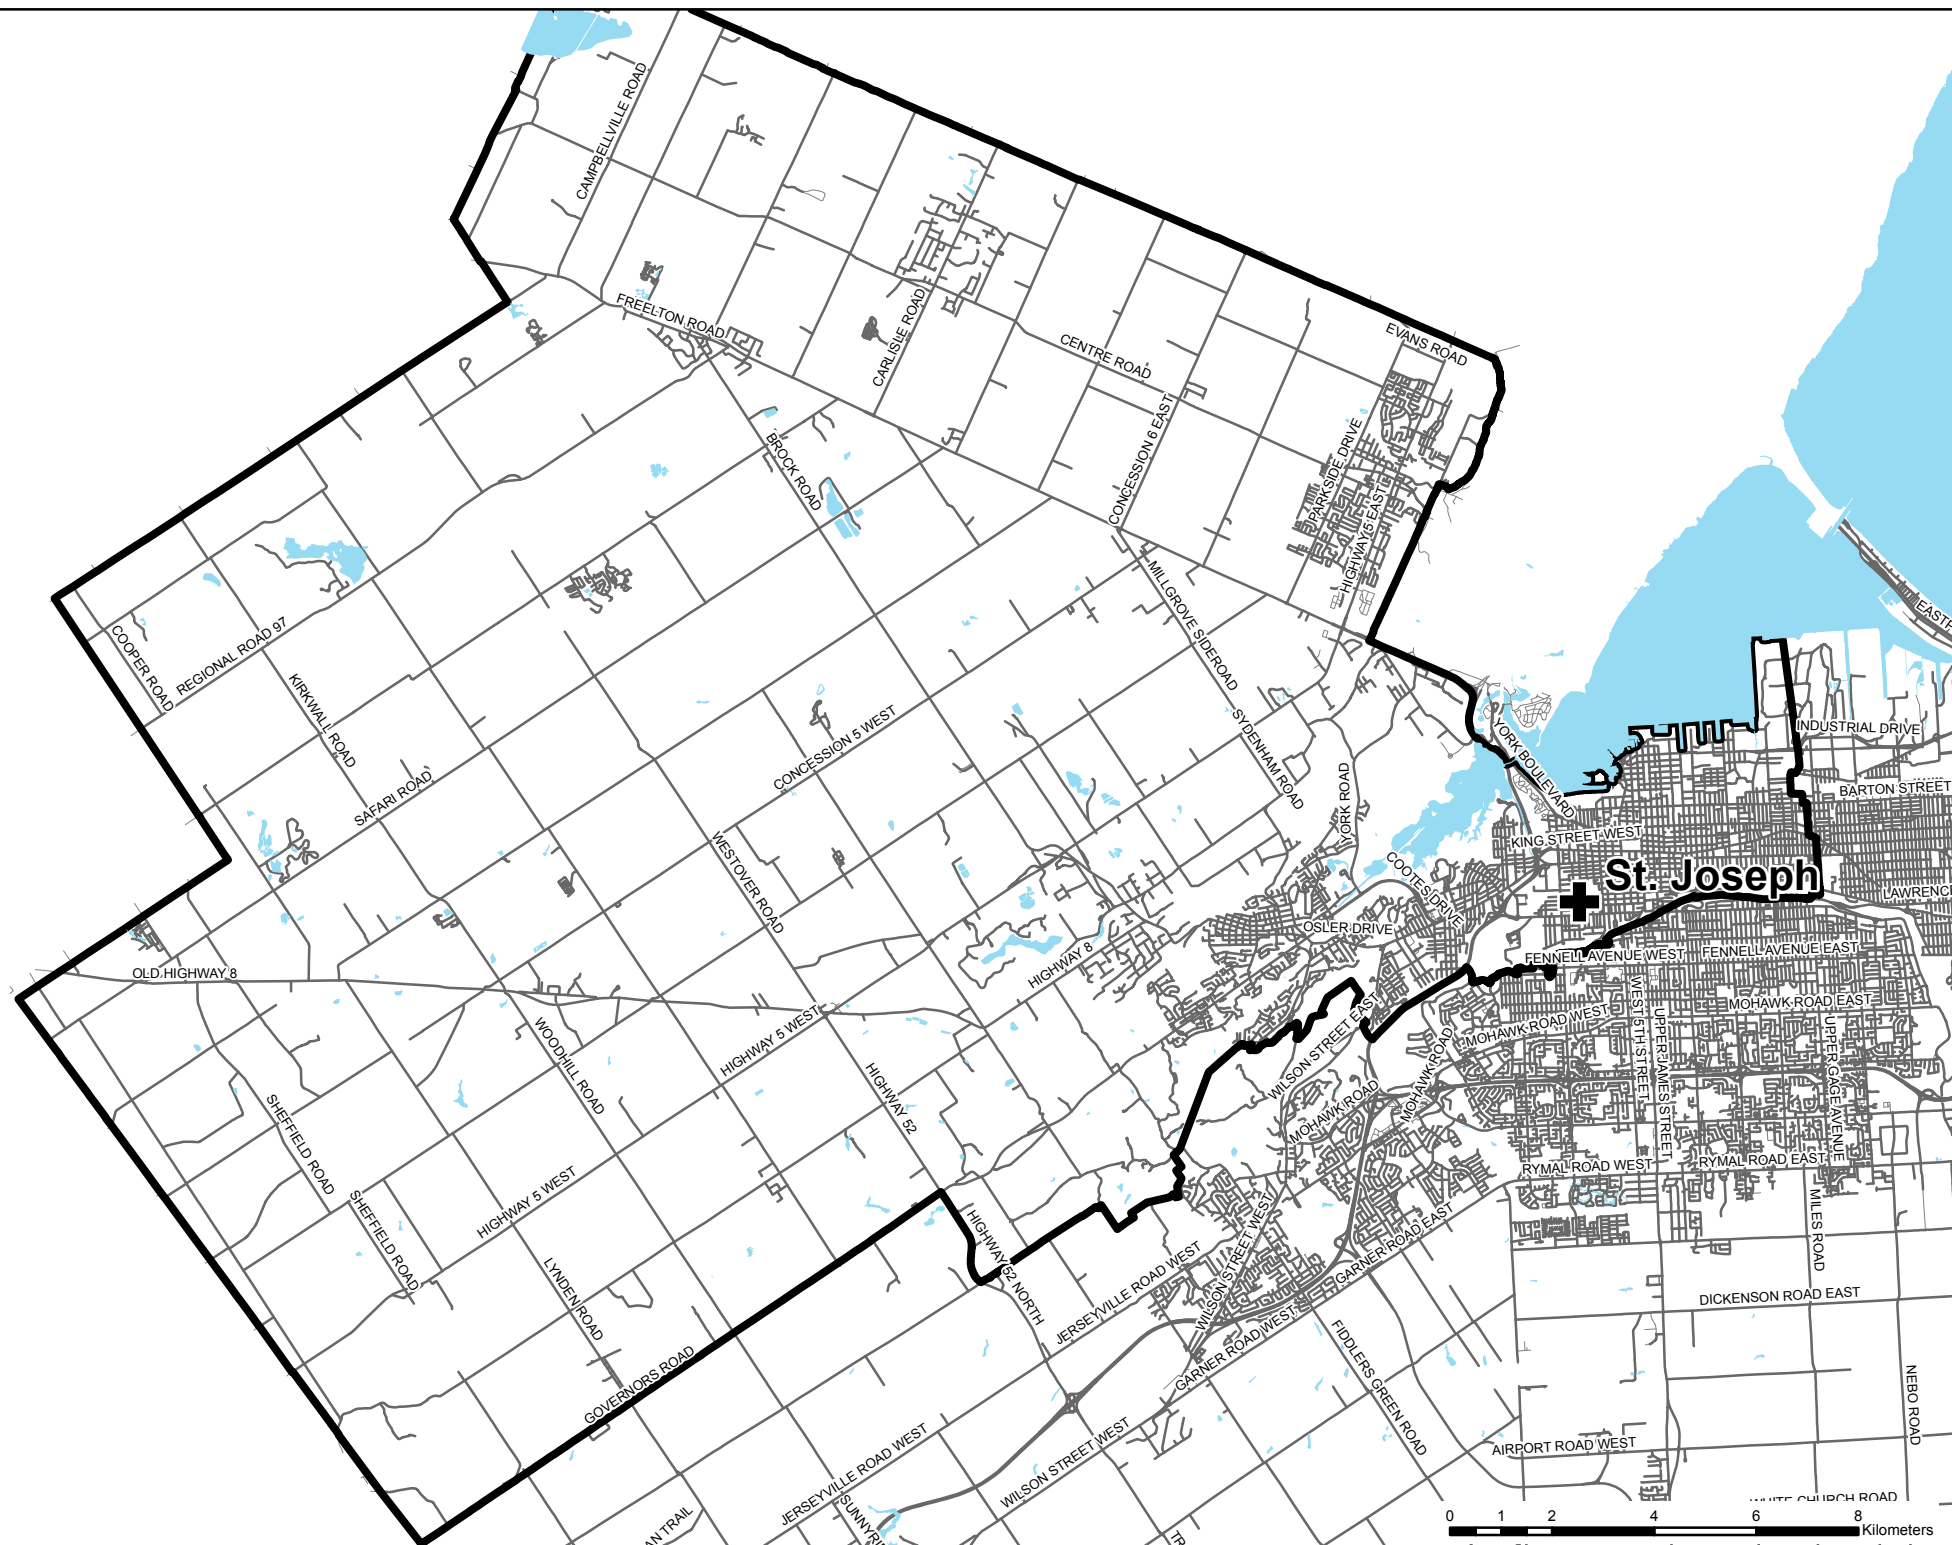 CAMPBELLVILLE ROAD
FREELTON ROAD
CARLISLE ROAD
CENTRE ROAD
EVANS ROAD
BROCK ROAD
CONCESSION 6 EAST
PARKSIDE DRIVE
HIGHWAY 5 EAST
MILLGROVE SIDEROAD
COOPER ROAD
REGIONAL ROAD 97
KIRKWALL ROAD
SAFARI ROAD
CONCESSION 5 WEST
SYDENHAM ROAD
YORK ROAD
YORK BOULEVARD
INDUSTRIAL DRIVE
BARTON STREET
KING STREET WEST
St. Joseph
COOTES DRIVE
LAWRENC
WESTOVER ROAD
OSLER DRIVE
HIGHWAY 8
OLD HIGHWAY 8
FENNELL AVENUE WEST
FENNELL AVENUE EAST
WOODHILL ROAD
HIGHWAY 5 WEST
HIGHWAY 52
WILSON STREET EAST
MOHAWK ROAD WEST
MOHAWK ROAD EAST
WEST 5TH STREET
UPPER JAMES STREET
UPPER GAGE AVENUE
MOHAWK ROAD
MOHAWK ROAD
SHEFFIELD ROAD
SHEFFIELD ROAD
HIGHWAY 5 WEST
RYMAL ROAD WEST
RYMAL ROAD EAST
HIGHWAY 52 NORTH
JERSEYVILLE ROAD WEST
WILSON STREET WEST
GARNER ROAD EAST
MILES ROAD
LYNDEN ROAD
DICKENSON ROAD EAST
GOVERNORS ROAD
GARNER ROAD WEST
FIDDLERS GREEN ROAD
NEBO ROAD
JERSEYVILLE ROAD WEST
WILSON STREET WEST
AIRPORT ROAD WEST
WHITE CHURCH ROAD
SUNNYRI
AN TRAIL
TR
0 1 2 4 6 8
Kilometers